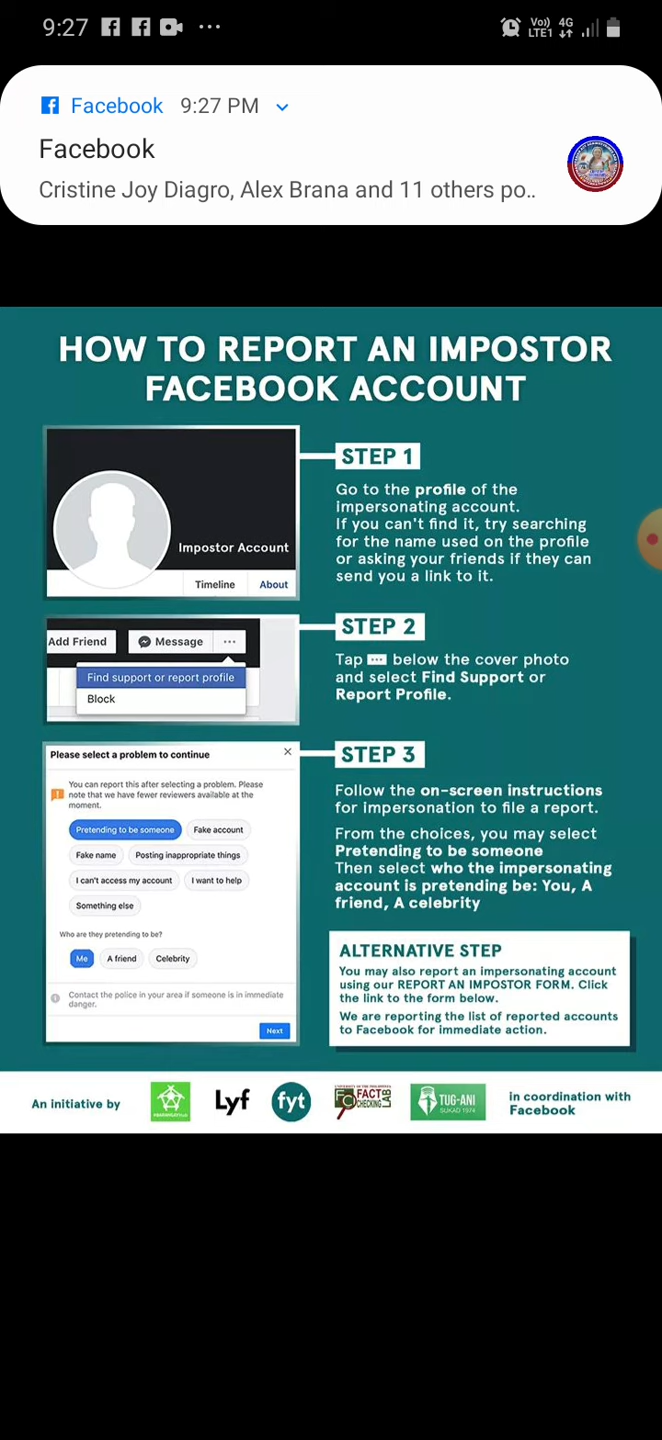 9:27
Vo)) 4G
LTE1
Facebook 9:27 PM
Facebook
Cristine Joy Diagro, Alex Brana and 11 others po..
HOW TO REPORT AN IMPOSTOR
FACEBOOK ACCOUNT
Impostor Account
Timeline
About
STEP 1
Go to the profile of the
impersonating account.
If you can't find it, try searching
for the name used on the profile
or asking your friends if they can
send you a link to it.
Add Friend
Message
Find support or report profile
Block
STEP 2
Tap ... below the cover photo
and select Find Support or
Report Profile.
Please select a problem to continue
You can report this after selecting a problem. Please
note that we have fewer reviewers available at the
moment.
Pretending to be someone
Fake account
Fake name
Posting inappropriate things
I can't access my account
I want to help
Something else
Who are they pretending to be?
Me
A friend
Celebrity
Contact the police in your area if someone is in immediate
danger.
Next
STEP 3
Follow the on-screen instructions
for impersonation to file a report.
From the choices, you may select
Pretending to be someone
Then select who the impersonating
account is pretending be: You, A
friend, A celebrity
ALTERNATIVE STEP
You may also report an impersonating account
using our REPORT AN IMPOSTOR FORM. Click
the link to the form below.
We are reporting the list of reported accounts
to Facebook for immediate action.
An initiative by
Lyf
fyt
FACT
CHECKING
LAB
TUG-ANI
SUKAD 1974
in coordination with
Facebook